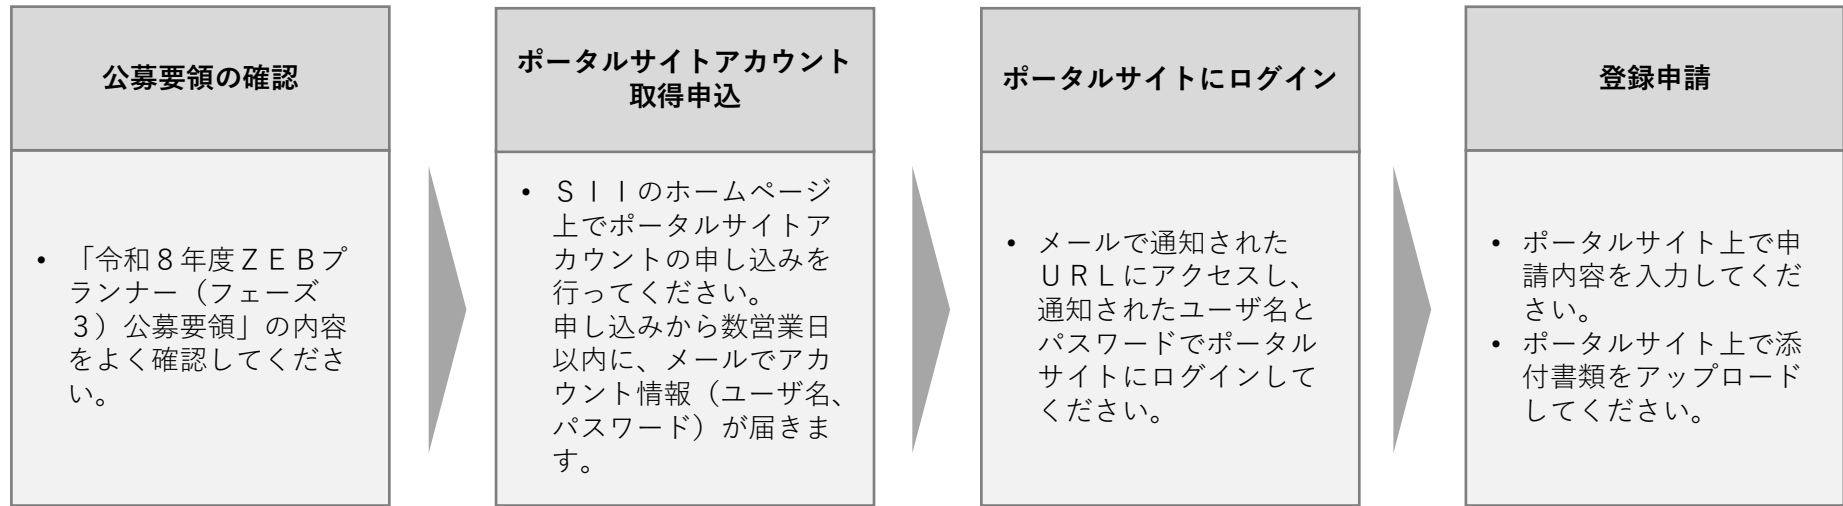 公募要領の確認
• 「令和８年度ＺＥＢプ
ランナー（フェーズ
３）公募要領」の内容
をよく確認してくださ
い。
ポータルサイトアカウント
取得申込
• ＳＩＩのホームページ
上でポータルサイトア
カウントの申し込みを
行ってください。
申し込みから数営業日
以内に、メールでアカ
ウント情報（ユーザ名、
パスワード）が届きま
す。
ポータルサイトにログイン
• メールで通知された
ＵＲＬにアクセスし、
通知されたユーザ名と
パスワードでポータル
サイトにログインして
ください。
登録申請
• ポータルサイト上で申
請内容を入力してくだ
さい。
• ポータルサイト上で添
付書類をアップロード
してください。